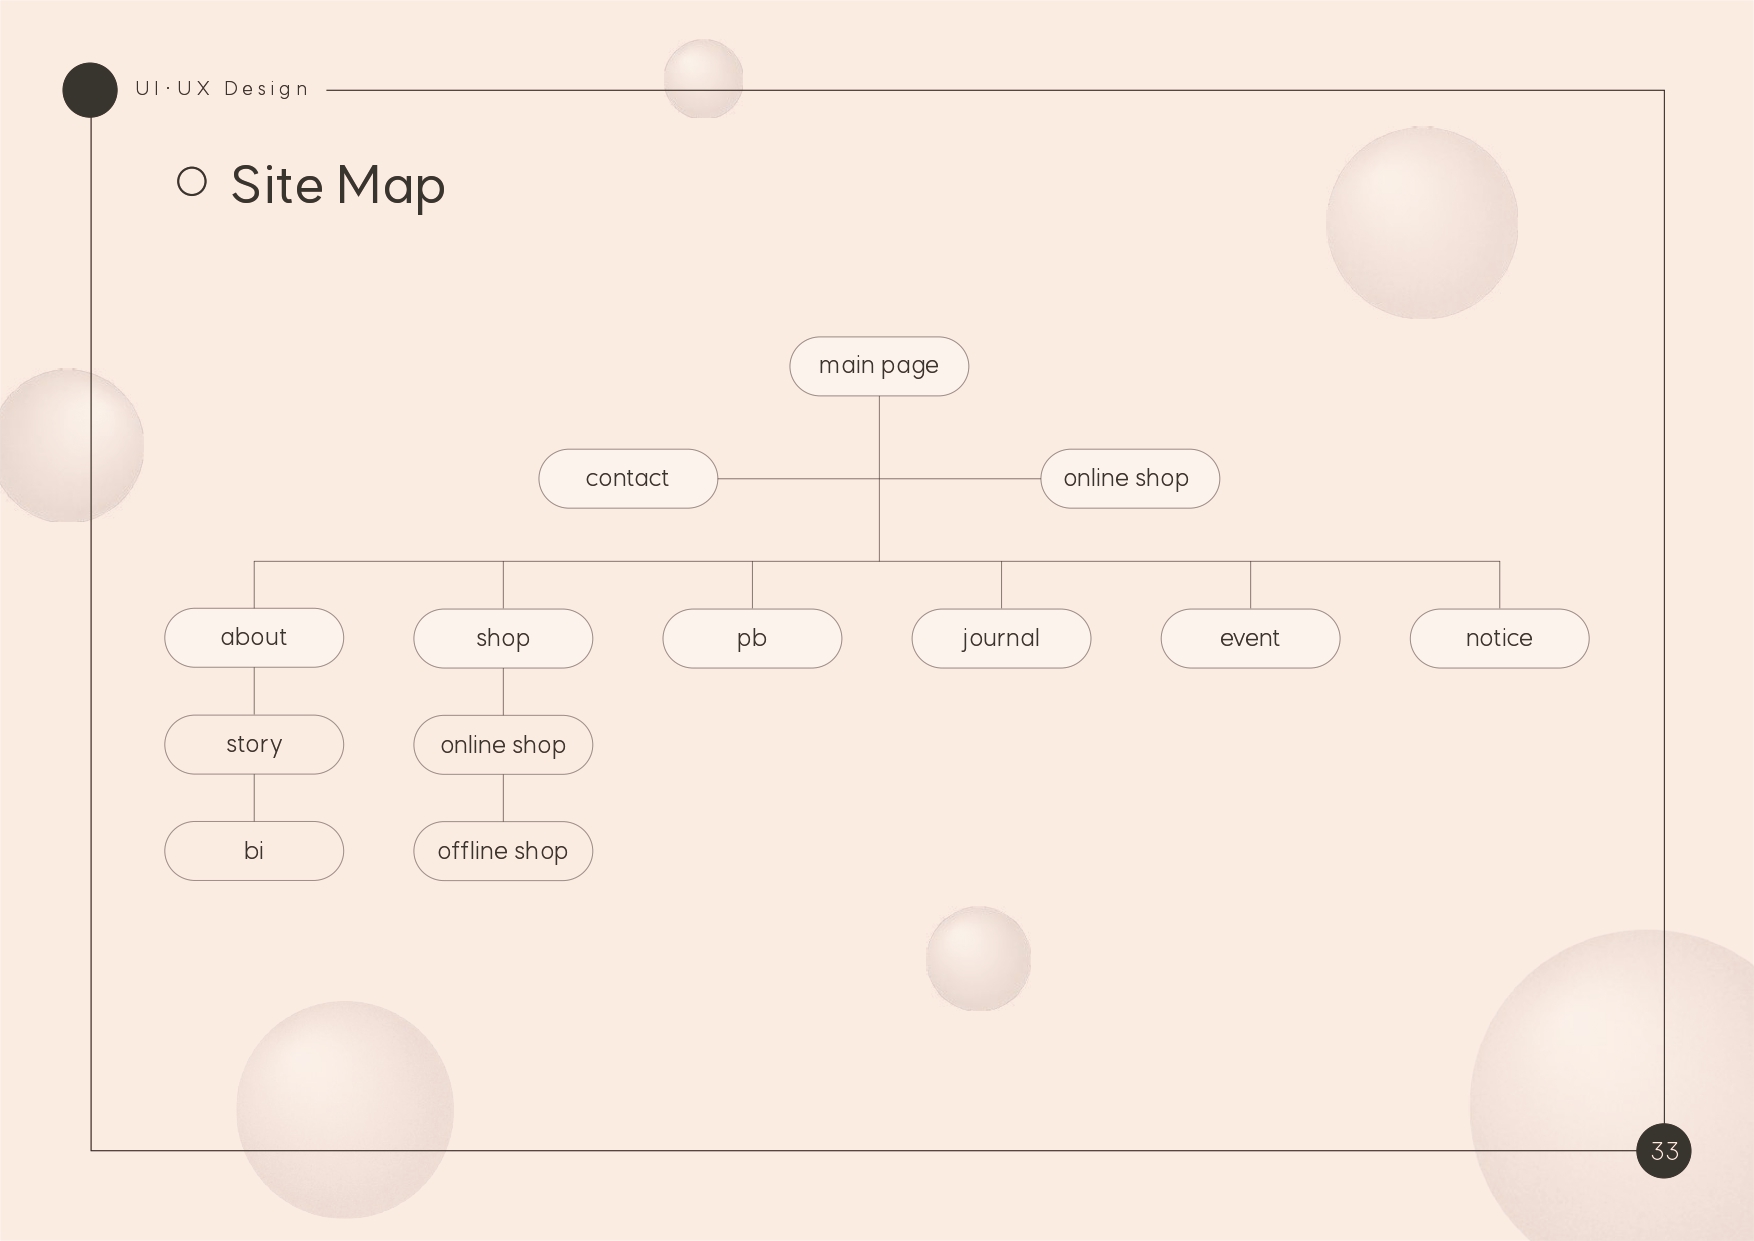 UI·UX Design
Site Map
main page
contact
online shop
about
shop
pb
journal
event
notice
story
online shop
bi
offline shop
33